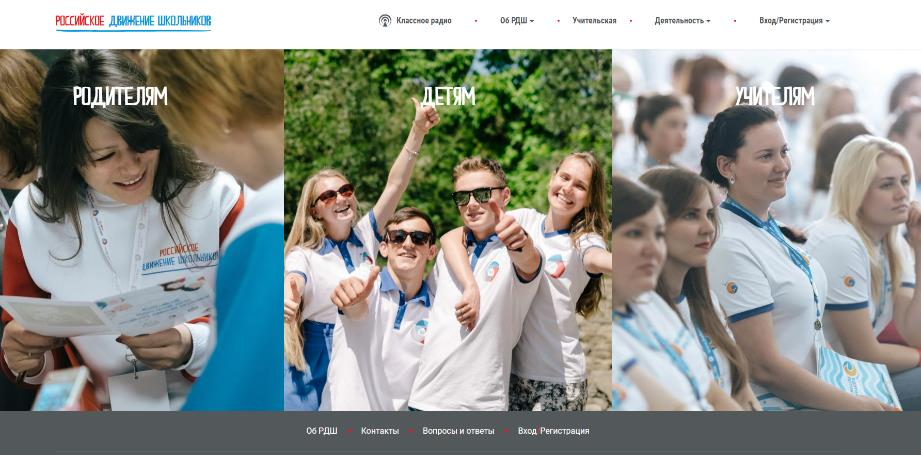 РОССИЙСКОЕ ДВИЖЕНИЕ ШКОЛЬНИКОВ
Классное радио • Об РДШ • Учительская • Деятельность • Вход/Регистрация
РОДИТЕЛЯМ ДЕТЯМ УЧИТЕЛЯМ
РОССИЙСКОЕ
ДВИЖЕНИЕ ШКОЛЬНИКОВ
Об РДШ • Контакты • Вопросы и ответы • Вход/Регистрация